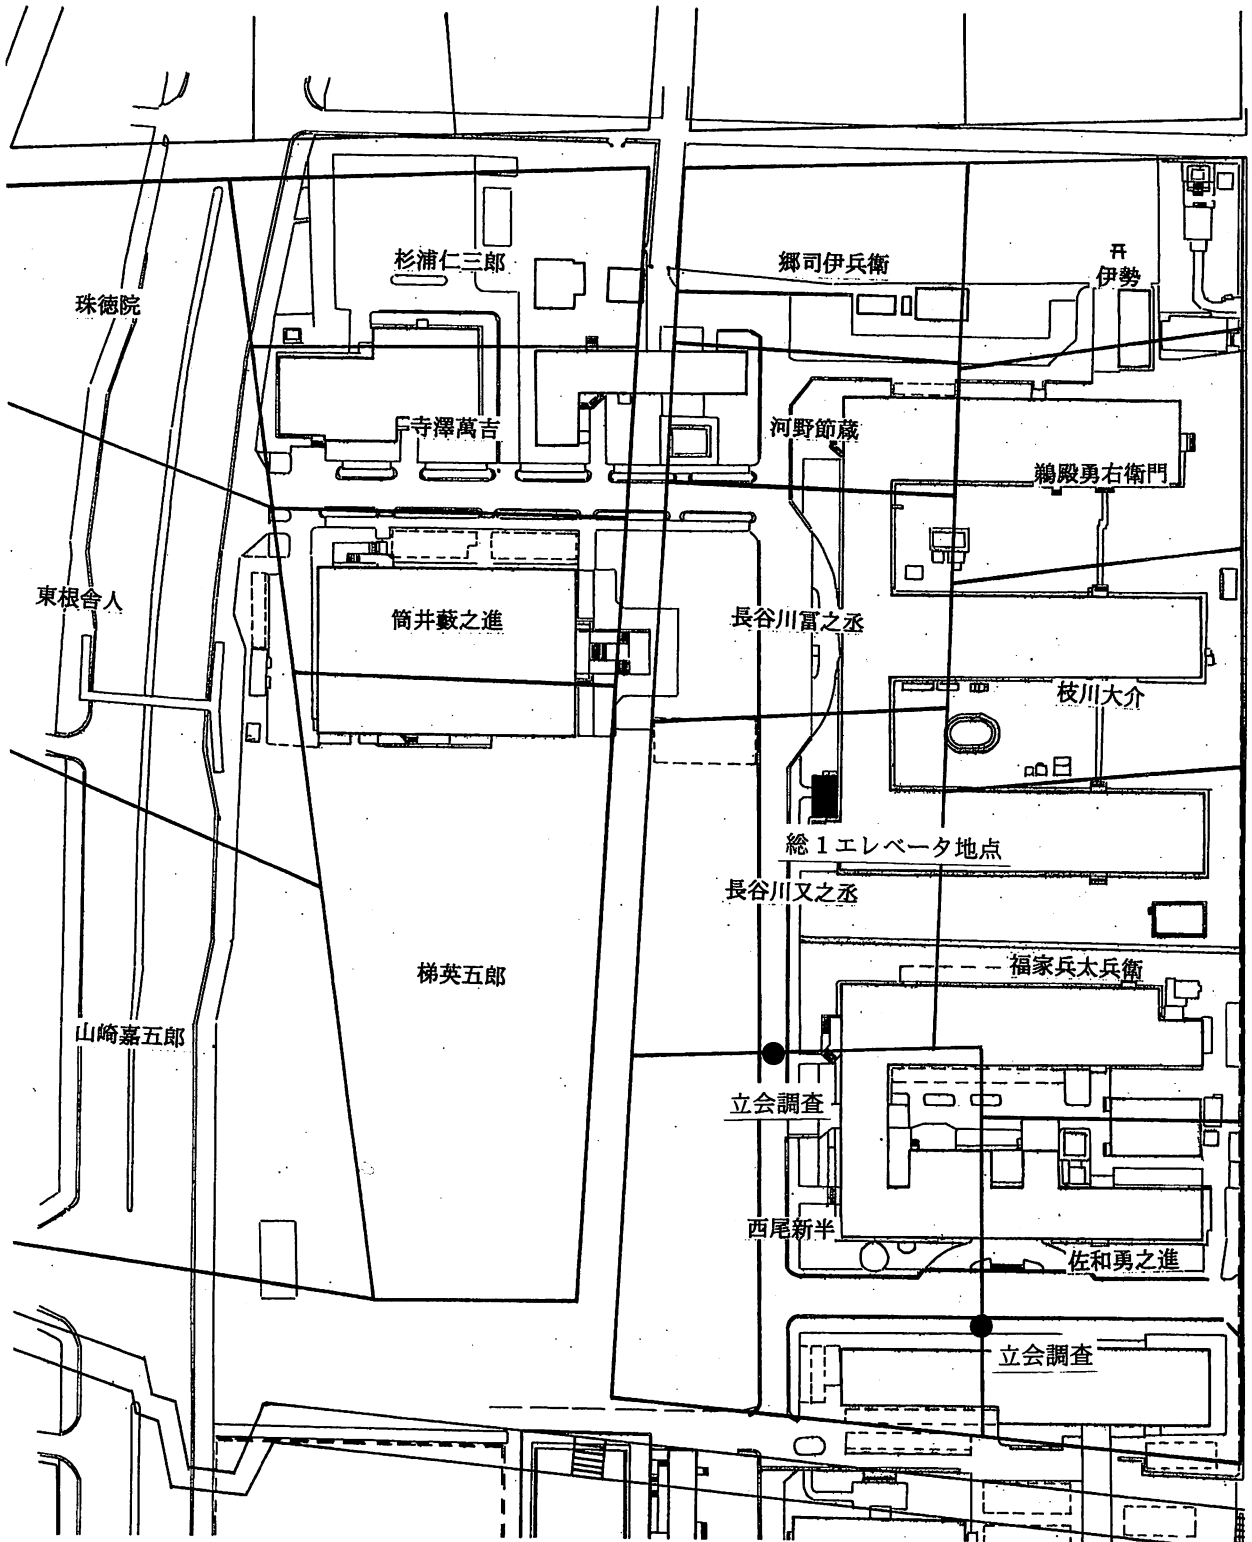 杉浦仁三郎
郷司伊兵衛
伊勢
珠徳院
寺澤萬吉
河野節蔵
鵜殿勇右衛門
東根舎人
筒井藪之進
長谷川冨之丞
枝川大介
総1エレベータ地点
長谷川又之丞
福家兵太兵衛
梯英五郎
山崎嘉五郎
立会調査
西尾新半
佐和勇之進
立会調査